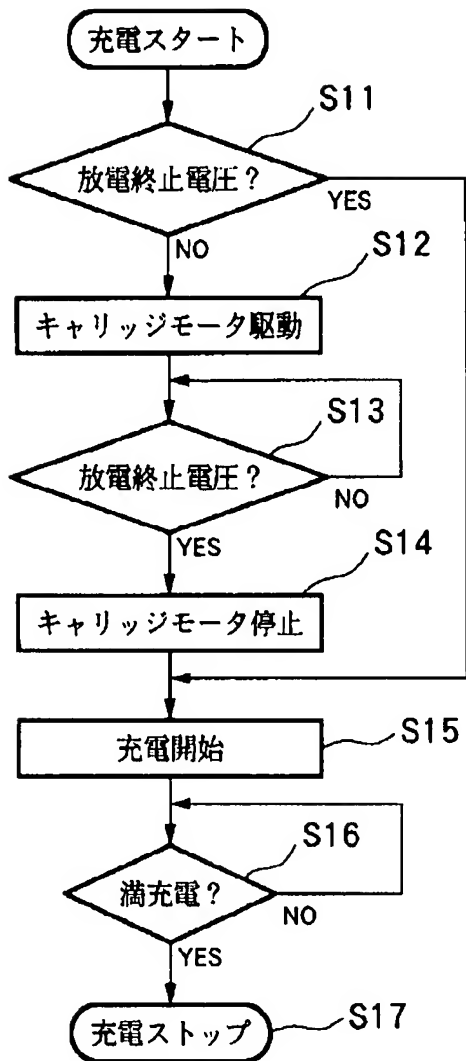 充電スタート
S11
放電終止電圧？
YES
NO
S12
キャリッジモータ駆動
S13
放電終止電圧？
NO
YES
S14
キャリッジモータ停止
S15
充電開始
S16
満充電？
NO
YES
充電ストップ
S17